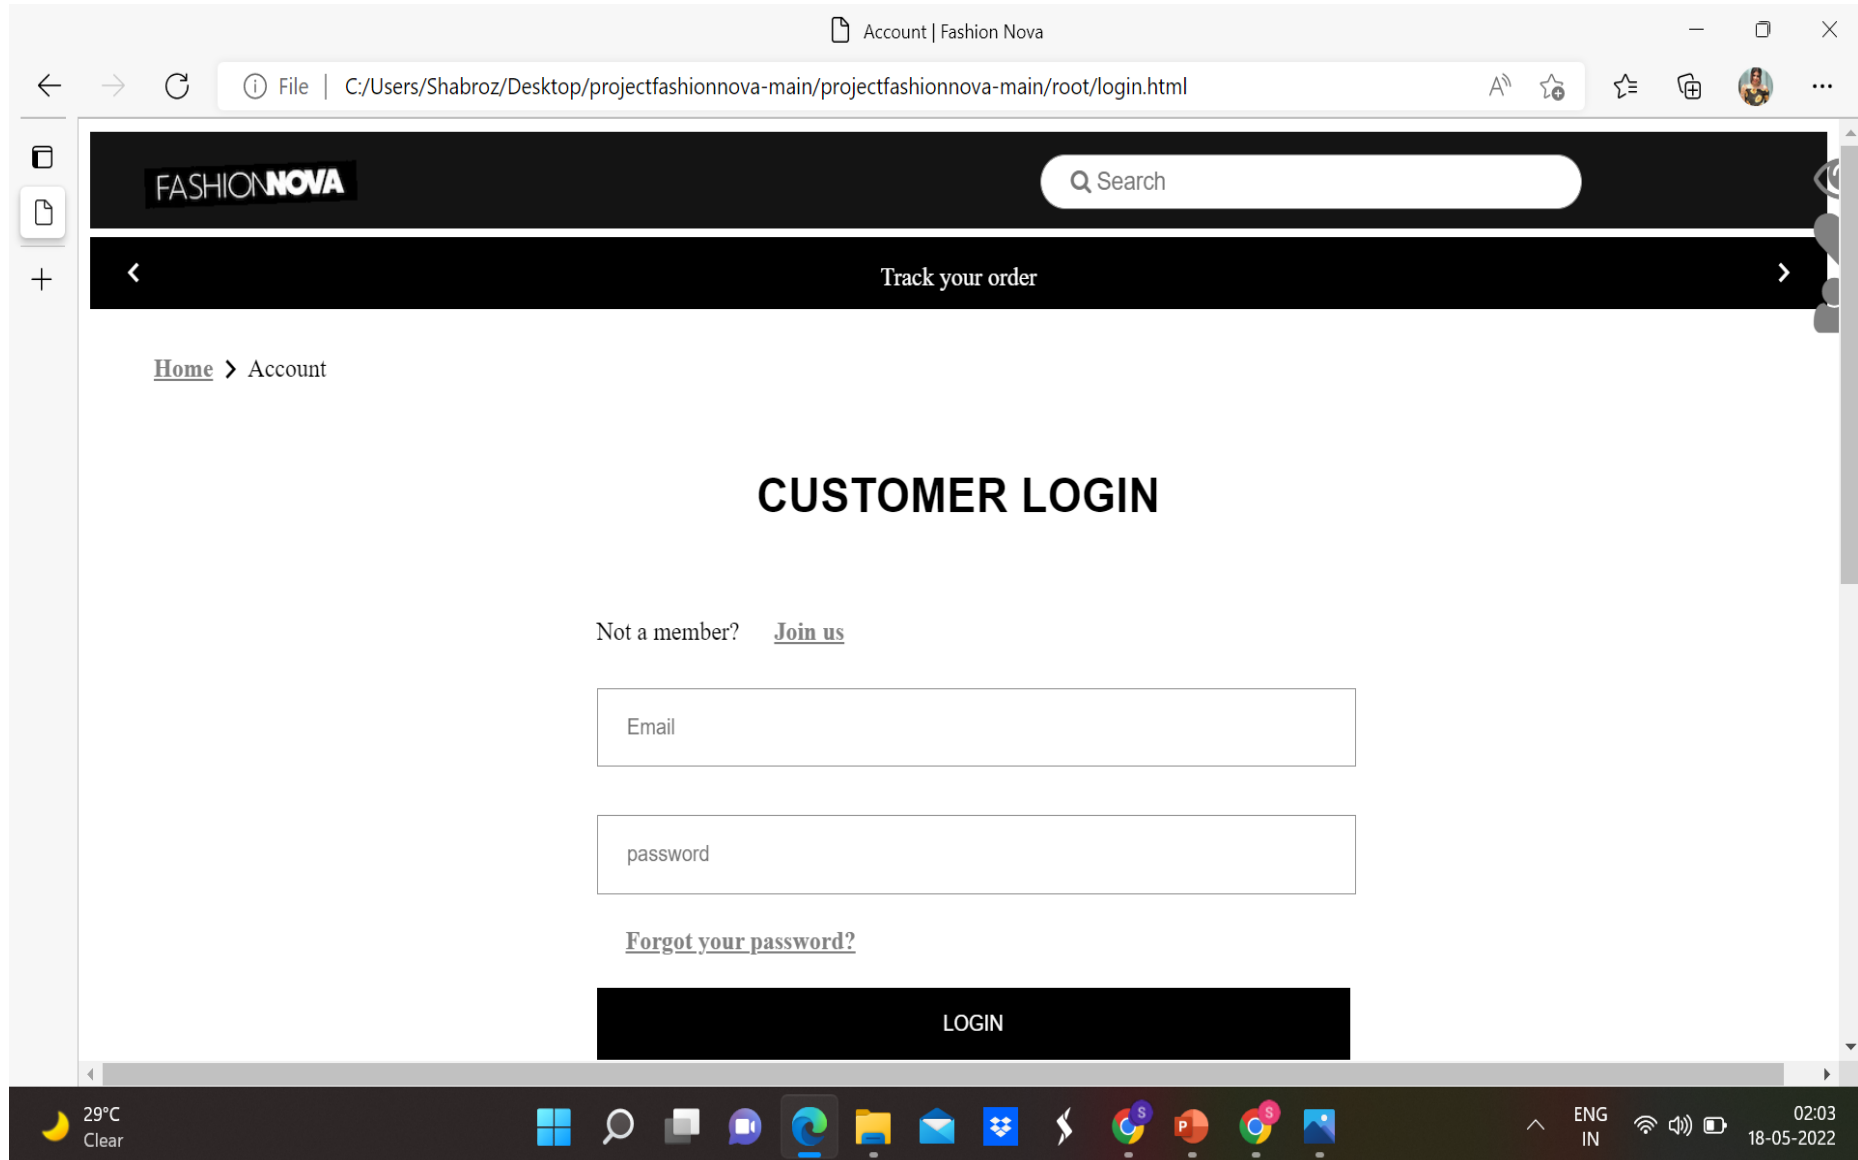 Account | Fashion Nova
File | C:/Users/Shabroz/Desktop/projectfashionnova-main/projectfashionnova-main/root/login.html
FASHIONNOVA
Search
Track your order
Home > Account
CUSTOMER LOGIN
Not a member? Join us
Email
password
Forgot your password?
LOGIN
29°C
Clear
S
P
S
ENG
IN
02:03
18-05-2022